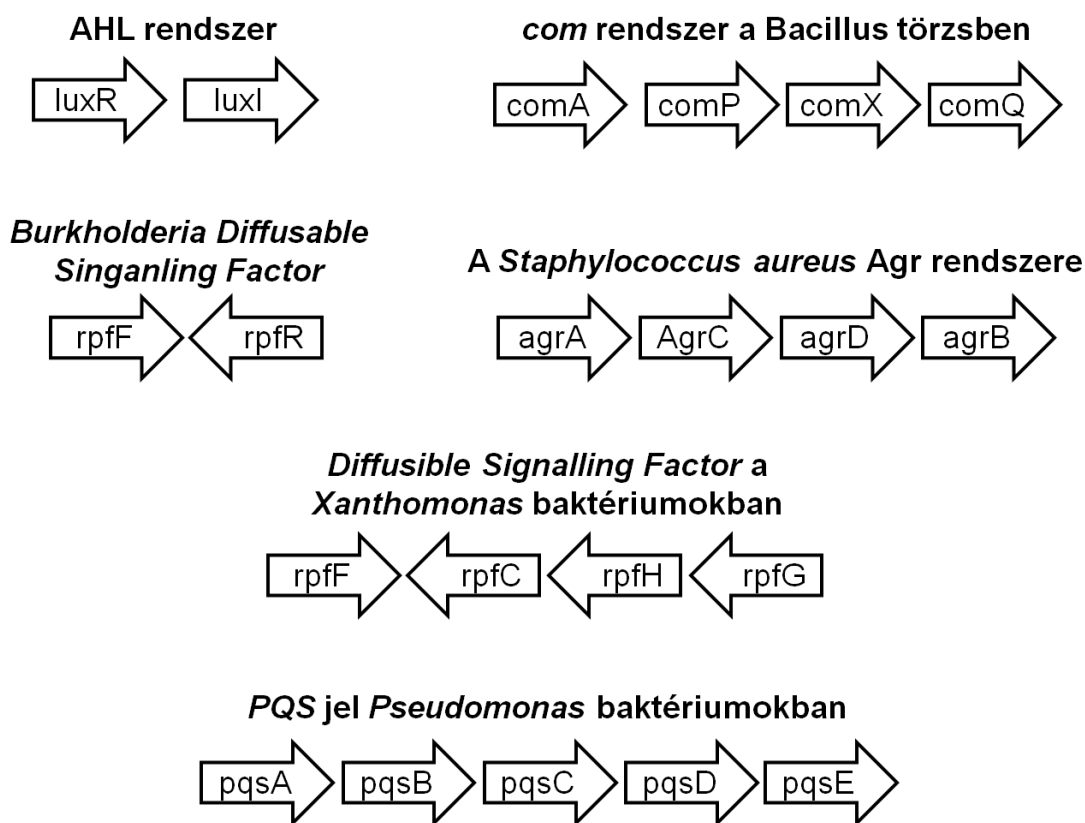 AHL rendszer
luxR luxI
com rendszer a Bacillus törzsben
comA comP comX comQ
Burkholderia Diffusable
Singanling Factor
rpfF rpfR
A Staphylococcus aureus Agr rendszere
agrA AgrC agrD agrB
Diffusible Signalling Factor a
Xanthomonas baktériumokban
rpfF rpfC rpfH rpfG
PQS jel Pseudomonas baktériumokban
pqsA pqsB pqsC pqsD pqsE